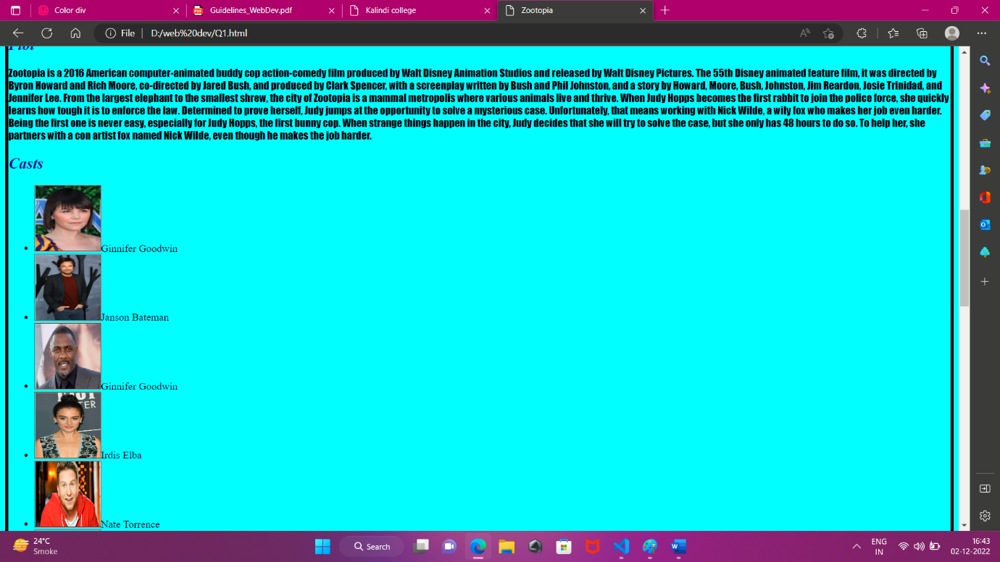 Color div
Guidelines_WebDev.pdf
Kalindi college
Zootopia
File
D:/web%20dev/Q1.html
Plot
Zootopia is a 2016 American computer-animated buddy cop action-comedy film produced by Walt Disney Animation Studios and released by Walt Disney Pictures. The 55th Disney animated feature film, it was directed by
Byron Howard and Rich Moore, co-directed by Jared Bush, and produced by Clark Spencer, with a screenplay written by Bush and Phil Johnston, and a story by Howard, Moore, Bush, Johnston, Jim Reardon, Josie Trinidad, and
Jennifer Lee. From the largest elephant to the smallest shrew, the city of Zootopia is a mammal metropolis where various animals live and thrive. When Judy Hopps becomes the first rabbit to join the police force, she quickly
learns how tough it is to enforce the law. Determined to prove herself, Judy jumps at the opportunity to solve a mysterious case. Unfortunately, that means working with Nick Wilde, a wily fox who makes her job even harder.
Being the first one is never easy, especially for Judy Hopps, the first bunny cop. When strange things happen in the city, Judy decides that she will try to solve the case, but she only has 48 hours to do so. To help her, she
partners with a con artist fox named Nick Wilde, even though he makes the job harder.
Casts
Ginnifer Goodwin
Janson Bateman
Ginnifer Goodwin
Irdis Elba
Nate Torrence
24°C
Smoke
Search
ENG
IN
16:43
02-12-2022